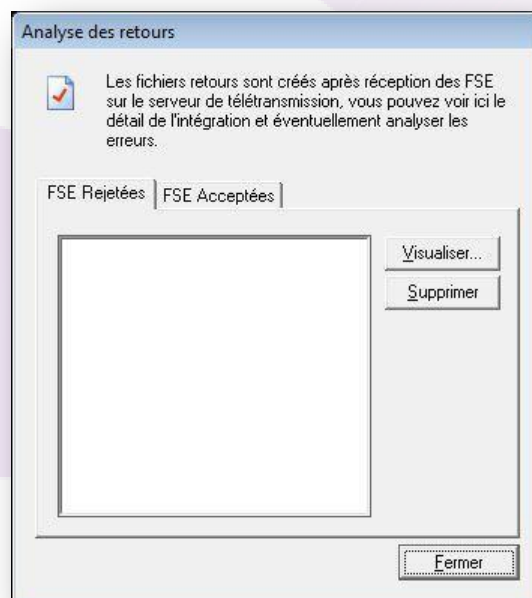 Analyse des retours
Les fichiers retours sont créés après réception des FSE
sur le serveur de télétransmission, vous pouvez voir ici le
détail de l'intégration et éventuellement analyser les
erreurs.
FSE Rejetées
FSE Acceptées
Visualiser...
Supprimer
Fermer